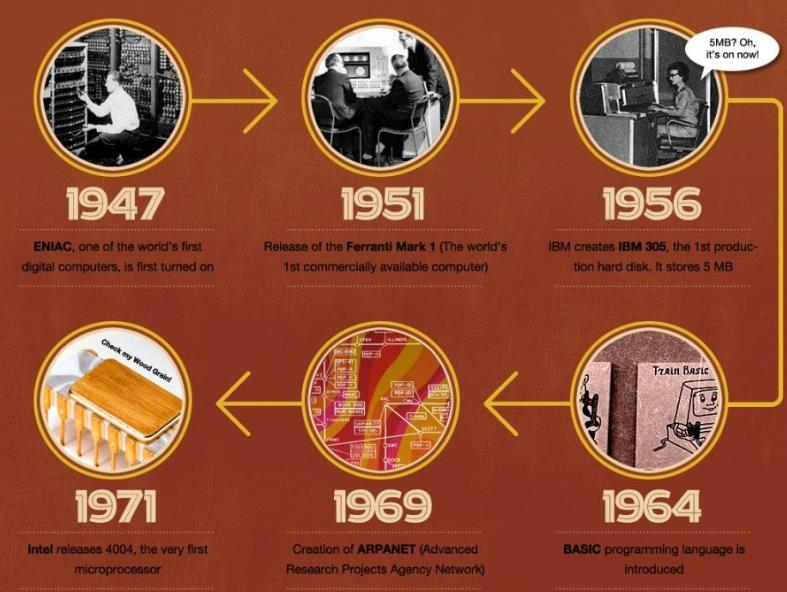 5MB? Oh,
it's on now!
1947
ENIAC, one of the world's first
digital computers, is first turned on
1951
Release of the Ferranti Mark 1 (The world's
1st commercially available computer)
1956
IBM creates IBM 305, the 1st produc-
tion hard disk. It stores 5 MB
Train Basic
1964
BASIC programming language is
introduced
UTAH
ILLINOIS
1969
Creation of ARPANET (Advanced
Research Projects Agency Network)
Check my Wood Grain!
1971
Intel releases 4004, the very first
microprocessor